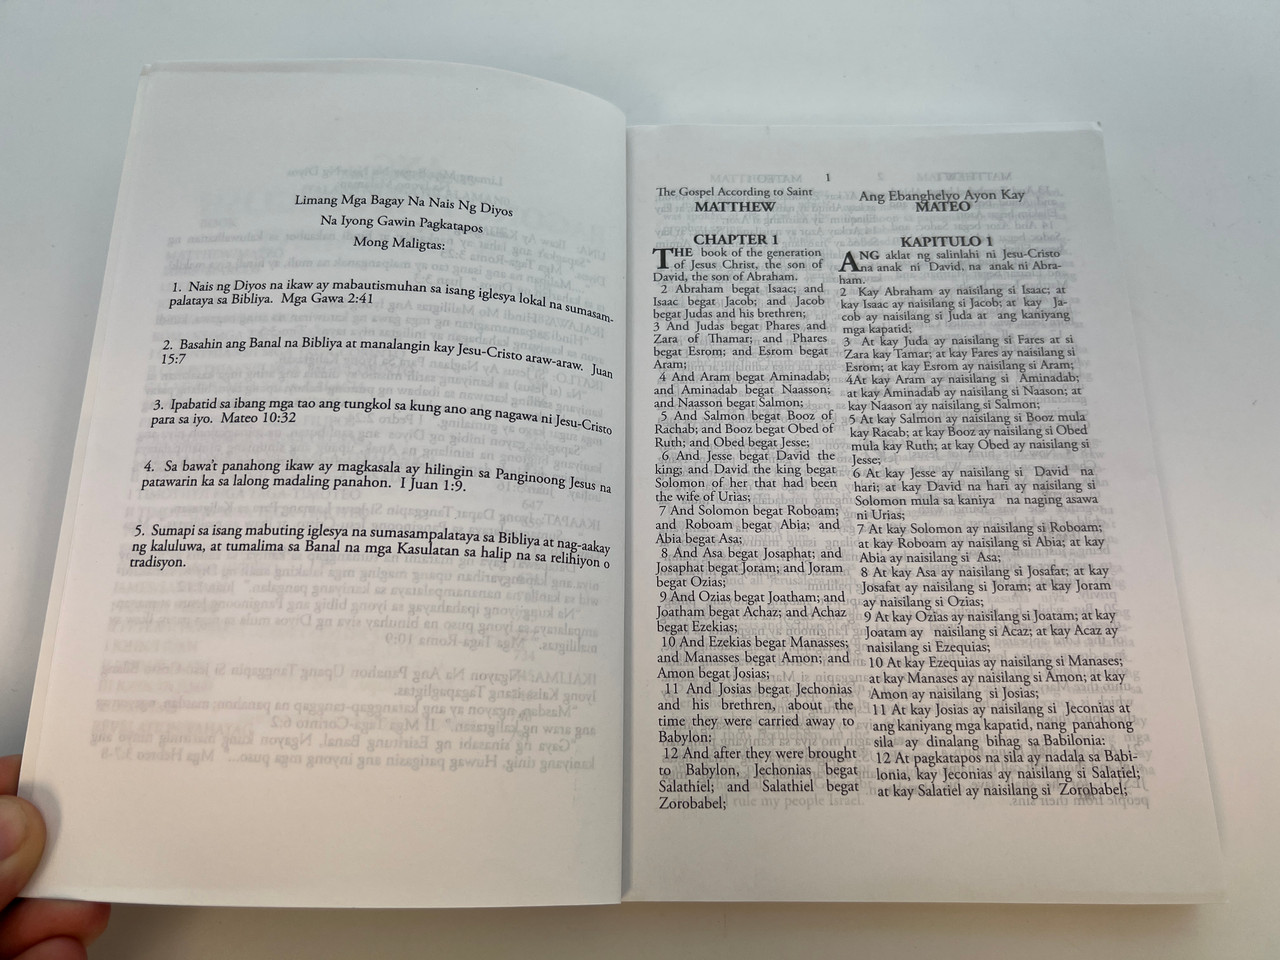 Limang Mga Bagay Na Nais Ng Diyos
Na Iyong Gawin Pagkatapos
Mong Maligtas:
1. Nais ng Diyos na ikaw ay mabautismuhan sa isang iglesya lokal na sumasam-
palataya sa Bibliya. Mga Gawa 2:41
2. Basahin ang Banal na Bibliya at manalangin kay Jesu-Cristo araw-araw. Juan
15:7
3. Ipabatid sa ibang mga tao ang tungkol sa kung ano ang nagawa ni Jesu-Cristo
para sa iyo. Mateo 10:32
4. Sa bawa't panahong ikaw ay magkasala ay hilingin sa Panginoong Jesus na
patawarin ka sa lalong madaling panahon. I Juan 1:9.
5. Sumapi sa isang mabuting iglesya na sumasampalataya sa Bibliya at nag-aakay
ng kaluluwa, at tumalima sa Banal na mga Kasulatan sa halip na sa relihiyon o
tradisyon.
1
The Gospel According to Saint
MATTHEW
CHAPTER 1
THE book of the generation
of Jesus Christ, the son of
David, the son of Abraham.
2 Abraham begat Isaac; and
Isaac begat Jacob; and Jacob
begat Judas and his brethren;
3 And Judas begat Phares and
Zara of Thamar; and Phares
begat Esrom; and Esrom begat
Aram;
4 And Aram begat Aminadab;
and Aminadab begat Naasson;
and Naasson begat Salmon;
5 And Salmon begat Booz of
Rachab; and Booz begat Obed of
Ruth; and Obed begat Jesse;
6 And Jesse begat David the
king; and David the king begat
Solomon of her that had been
the wife of Urias;
7 And Solomon begat Roboam;
and Roboam begat Abia; and
Abia begat Asa;
8 And Asa begat Josaphat; and
Josaphat begat Joram; and Joram
begat Ozias;
9 And Ozias begat Joatham; and
Joatham begat Achaz; and Achaz
begat Ezekias;
10 And Ezekias begat Manasses;
and Manasses begat Amon; and
Amon begat Josias;
11 And Josias begat Jechonias
and his brethren, about the
time they were carried away to
Babylon:
12 And after they were brought
to Babylon, Jechonias begat
Salathiel; and Salathiel begat
Zorobabel;
Ang Ebanghelyo Ayon Kay
MATEO
KAPITULO 1
ANG aklat ng salinlahi ni Jesu-Cristo
na anak ni David, na anak ni Abra-
ham.
2 Kay Abraham ay naisilang si Isaac; at
kay Isaac ay naisilang si Jacob; at kay Ja-
cob ay naisilang si Juda at ang kaniyang
mga kapatid;
3 At kay Juda ay naisilang si Fares at si
Zara kay Tamar; at kay Fares ay naisilang si
Esrom; at kay Esrom ay naisilang si Aram;
4At kay Aram ay naisilang si Aminadab;
at kay Aminadab ay naisilang si Naason; at
kay Naason ay naisilang si Salmon;
5 At kay Salmon ay naisilang si Booz mula
kay Racab; at kay Booz ay naisilang si Obed
mula kay Ruth; at kay Obed ay naisilang si
Jesse;
6 At kay Jesse ay naisilang si David na
hari; at kay David na hari ay naisilang si
Solomon mula sa kaniya na naging asawa
ni Urias;
7 At kay Solomon ay naisilang si Roboam;
at kay Roboam ay naisilang si Abia; at kay
Abia ay naisilang si Asa;
8 At kay Asa ay naisilang si Josafat; at kay
Josafat ay naisilang si Joram; at kay Joram
ay naisilang si Ozias;
9 At kay Ozias ay naisilang si Joatam; at kay
Joatam ay naisilang si Acaz; at kay Acaz ay
naisilang si Ezequias;
10 At kay Ezequias ay naisilang si Manases;
at kay Manases ay naisilang si Amon; at kay
Amon ay naisilang si Josias;
11 At kay Josias ay naisilang si Jeconias at
ang kaniyang mga kapatid, nang panahong
sila ay dinalang bihag sa Babilonia:
12 At pagkatapos na sila ay nadala sa Babi-
lonia, kay Jeconias ay naisilang si Salatiel;
at kay Salatiel ay naisilang si Zorobabel;